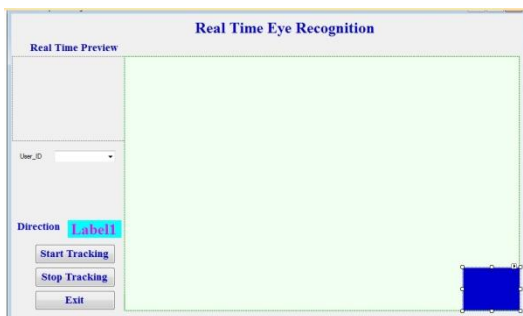 Real Time Eye Recognition
Real Time Preview
User_ID
Direction Label1
Start Tracking
Stop Tracking
Exit